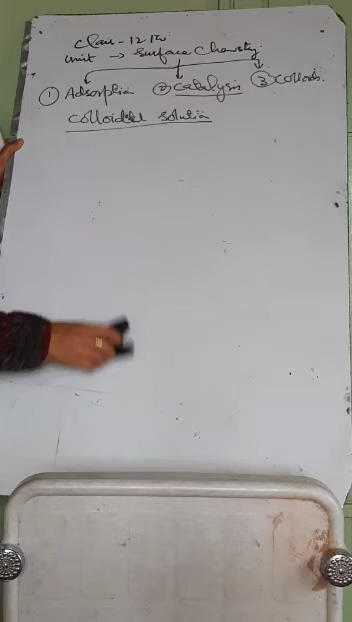 Class-12th
Unit → Surface Chemistry.
① Adsorption ② Catalysis ③ Colloids.
Colloidal Solution